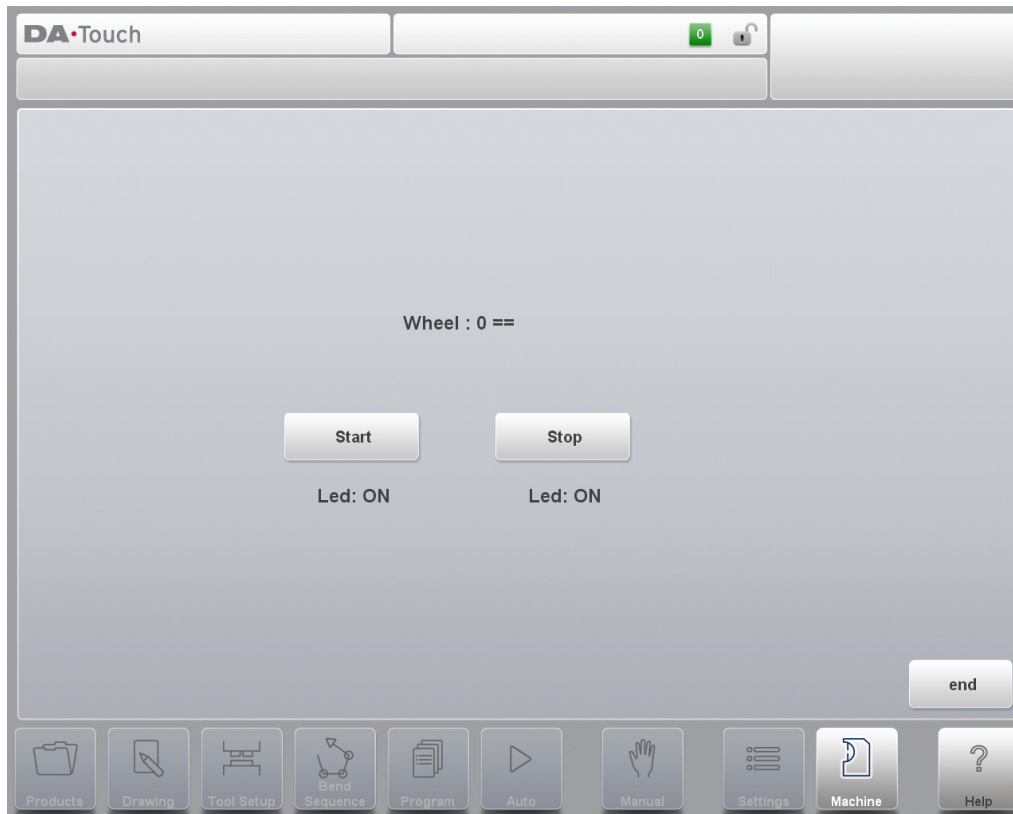 DA·Touch
0
Wheel : 0 ==
Start Stop
Led: ON Led: ON
end
Products Drawing Tool Setup Bend Sequence Program Auto Manual Settings Machine Help